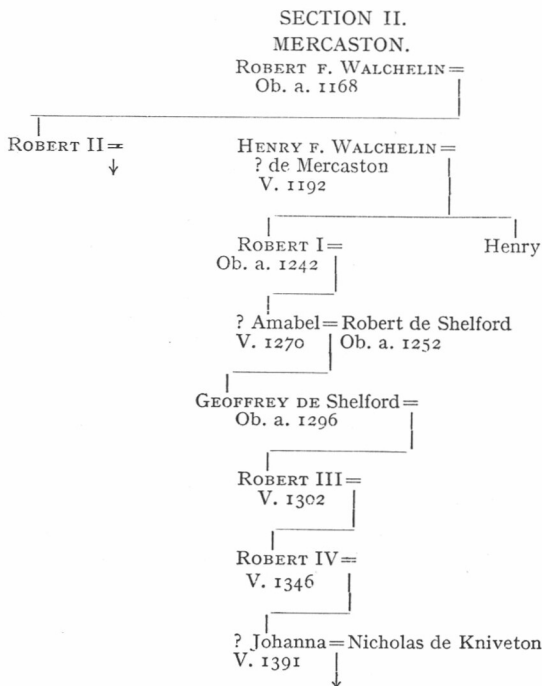 SECTION II.
MERCASTON.
ROBERT F. WALCHELIN=
Ob. a. 1168
ROBERT II= HENRY F. WALCHELIN=
? de Mercaston
V. 1192
ROBERT I= Henry
Ob. a. 1242
? Amabel=Robert de Shelford
V. 1270 Ob. a. 1252
GEOFFREY DE Shelford=
Ob. a. 1296
ROBERT III=
V. 1302
ROBERT IV=
V. 1346
? Johanna=Nicholas de Kniveton
V. 1391